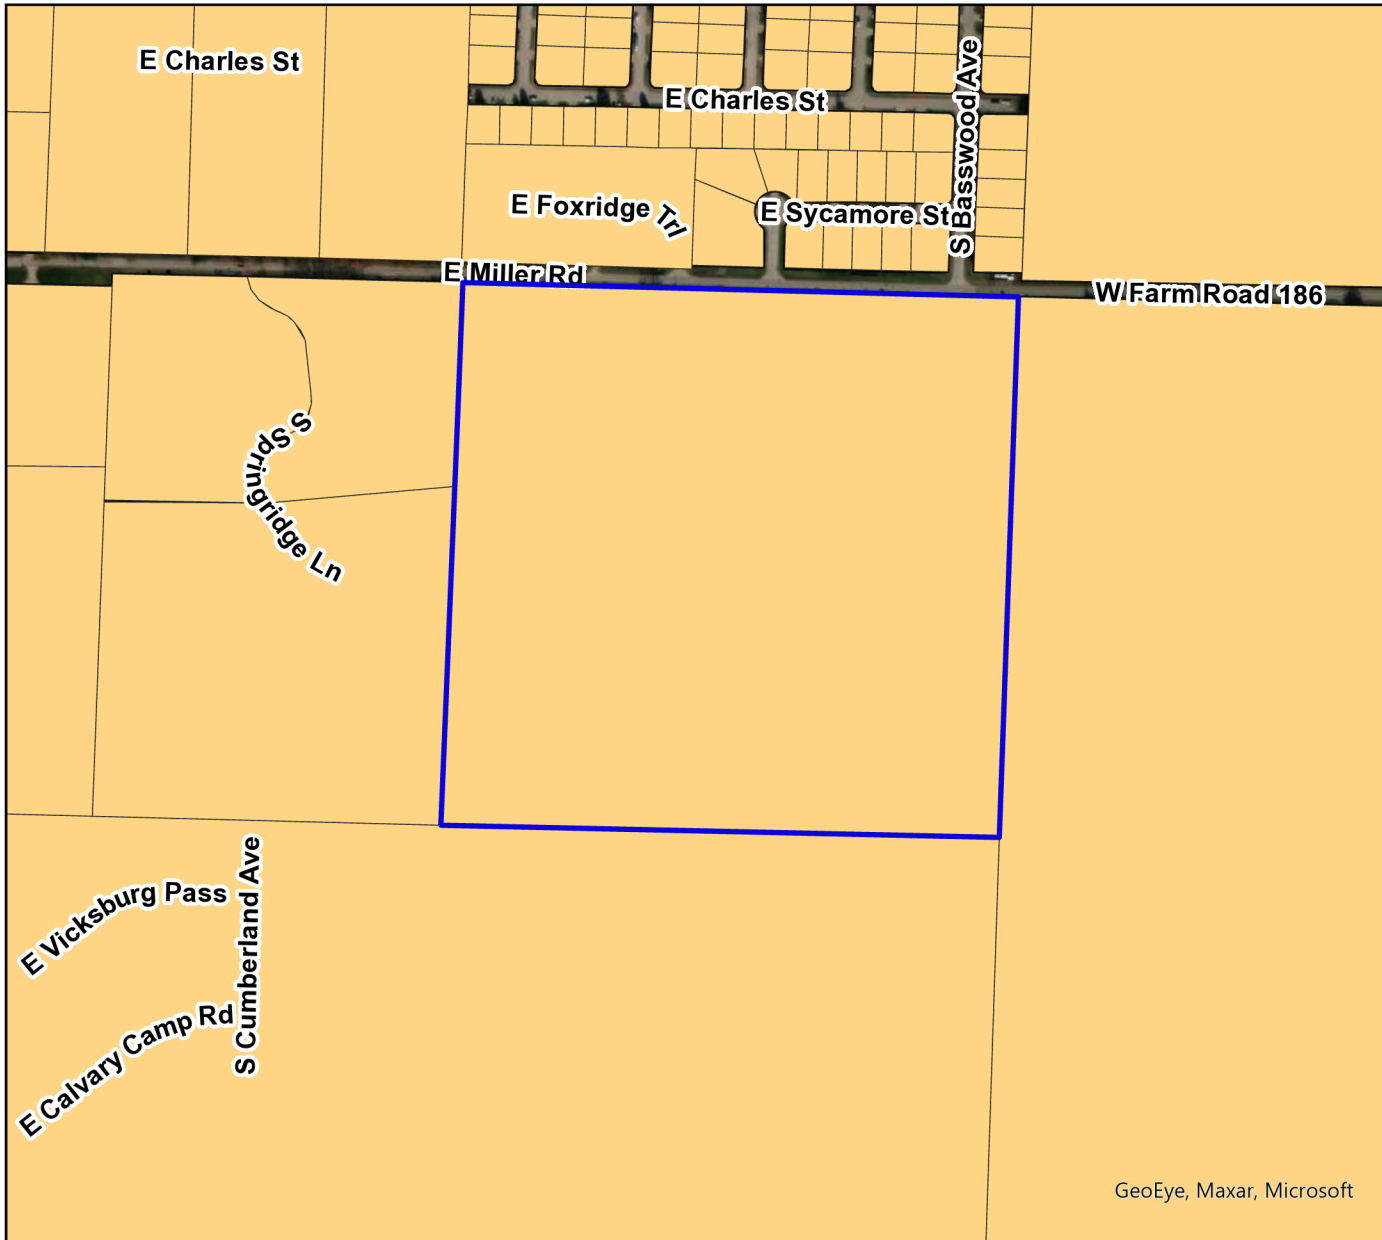 E Charles St
E Charles St
S Basswood Ave
E Foxridge Trl
E Sycamore St
E Miller Rd
W Farm Road 186
S Springridge Ln
E Vicksburg Pass
S Cumberland Ave
E Calvary Camp Rd
GeoEye, Maxar, Microsoft